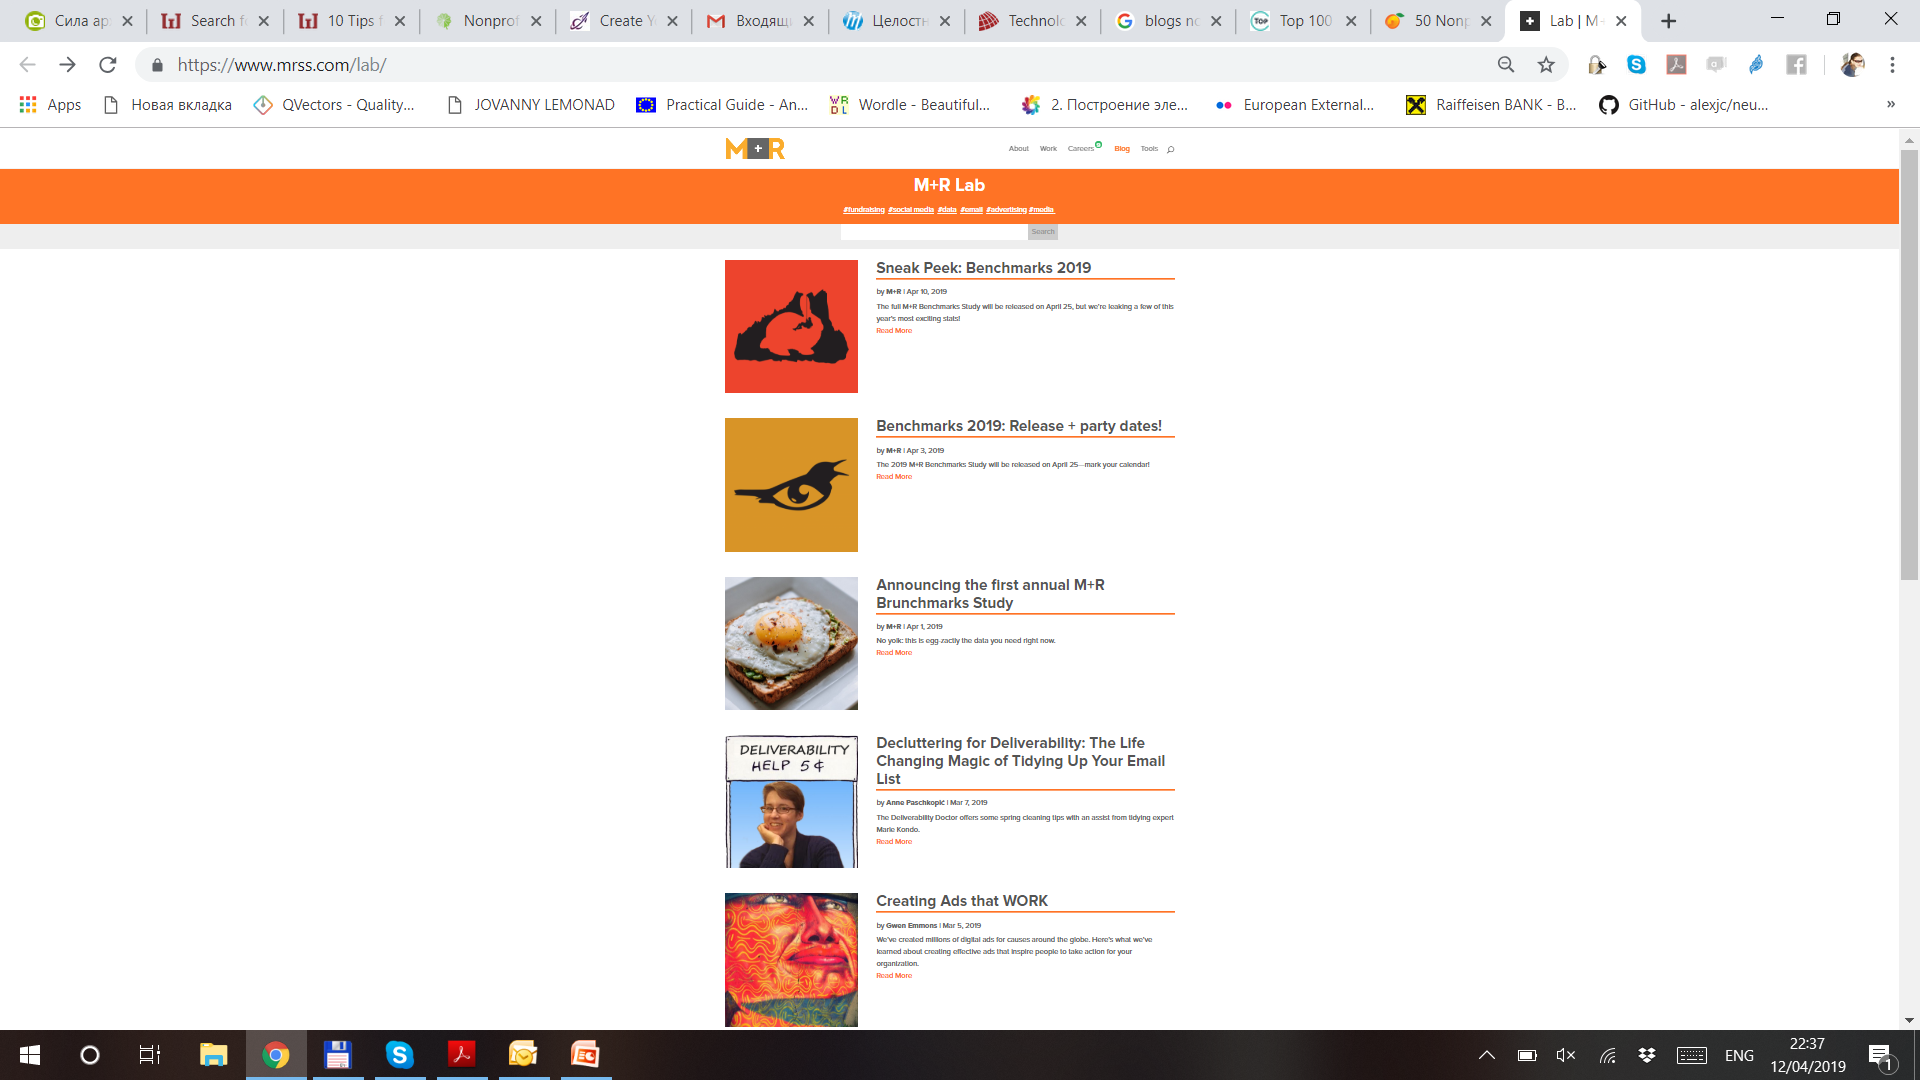 Сила ар
Search f
10 Tips f
Nonprof
Create Y
Входящи
Целостн
Technolo
blogs no
Top 100
50 Nonp
Lab | M+
https://www.mrss.com/lab/
Apps
Новая вкладка
QVectors - Quality...
JOVANNY LEMONAD
Practical Guide - An...
Wordle - Beautiful...
2. Построение эле...
European External...
Raiffeisen BANK - B...
GitHub - alexjc/neu...
»
M+R
About
Work
Careers
Blog
Tools
M+R Lab
#fundraising #social media #data #email #advertising #media
Search
Sneak Peek: Benchmarks 2019
by M+R | Apr 10, 2019
The full M+R Benchmarks Study will be released on April 25, but we're leaking a few of this
year's most exciting stats!
Read More
Benchmarks 2019: Release + party dates!
by M+R | Apr 3, 2019
The 2019 M+R Benchmarks Study will be released on April 25—mark your calendar!
Read More
Announcing the first annual M+R
Brunchmarks Study
by M+R | Apr 1, 2019
No yolk: this is egg-zactly the data you need right now.
Read More
DELIVERABILITY
HELP 5¢
Decluttering for Deliverability: The Life
Changing Magic of Tidying Up Your Email
List
by Anne Paschkopić | Mar 7, 2019
The Deliverability Doctor offers some spring cleaning tips with an assist from tidying expert
Marie Kondo.
Read More
Creating Ads that WORK
by Gwen Emmons | Mar 5, 2019
We've created millions of digital ads for causes around the globe. Here's what we've
learned about creating effective ads that inspire people to take action for your
organization.
Read More
ENG
22:37
12/04/2019
1